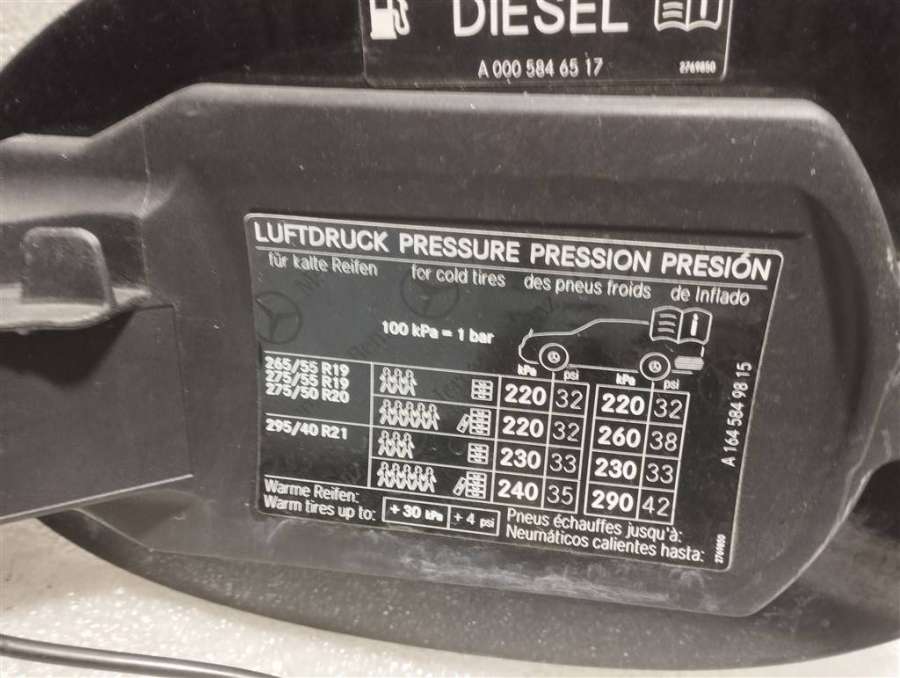 DIESEL
A 000 584 65 17
2769850
LUFTDRUCK PRESSURE PRESSION PRESIÓN
für kalte Reifen for cold tires des pneus froids de Inflado
100 kPa = 1 bar
kPa psi kPa psi
265/55 R19
275/55 R19
275/50 R20
220 32 220 32
220 32 260 38
295/40 R21
230 33 230 33
240 35 290 42
Warme Reifen:
Warm tires up to: + 30 kPa + 4 psi
Pneus échauffes jusqu'à:
Neumáticos calientes hasta:
A 164 584 98 15
2769850